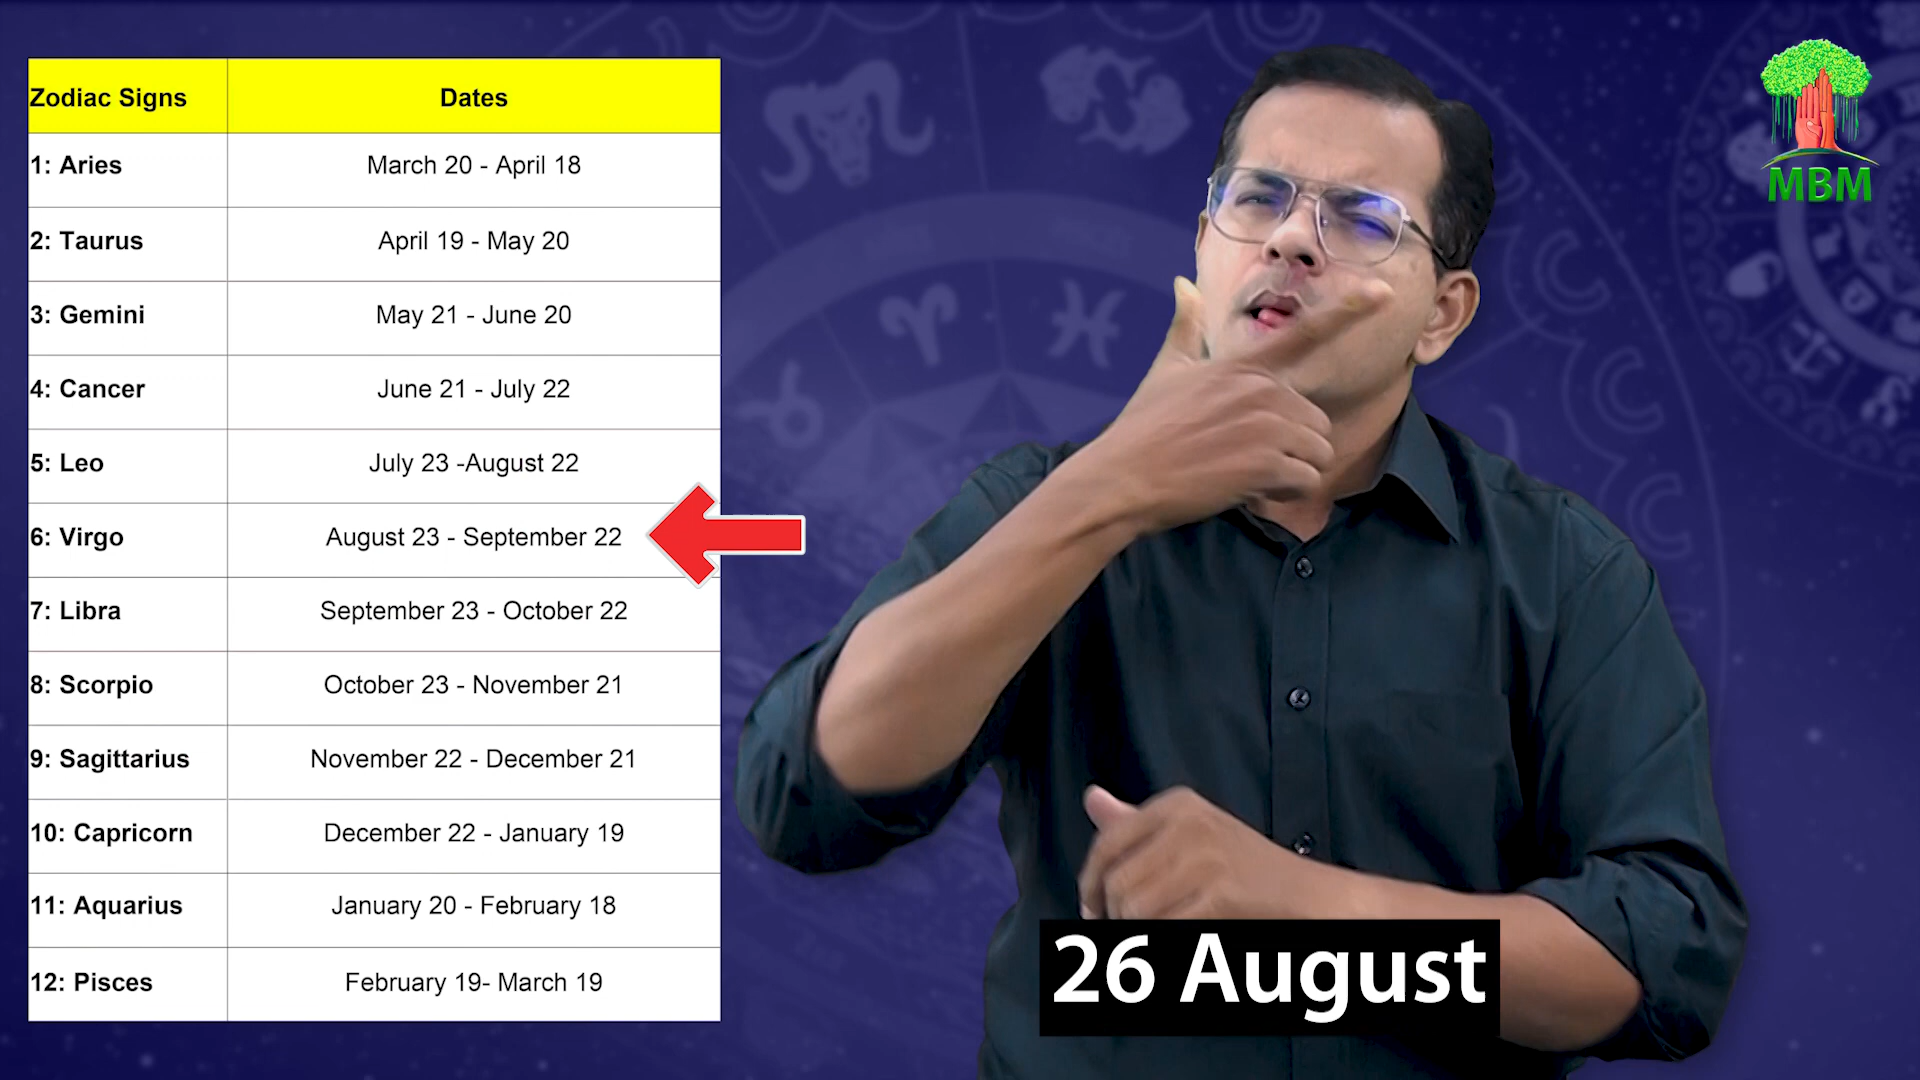 Zodiac Signs Dates
1: Aries March 20 - April 18
2: Taurus April 19 - May 20
3: Gemini May 21 - June 20
4: Cancer June 21 - July 22
5: Leo July 23 -August 22
6: Virgo August 23 - September 22
7: Libra September 23 - October 22
8: Scorpio October 23 - November 21
9: Sagittarius November 22 - December 21
10: Capricorn December 22 - January 19
11: Aquarius January 20 - February 18
12: Pisces February 19- March 19
MBM
26 August